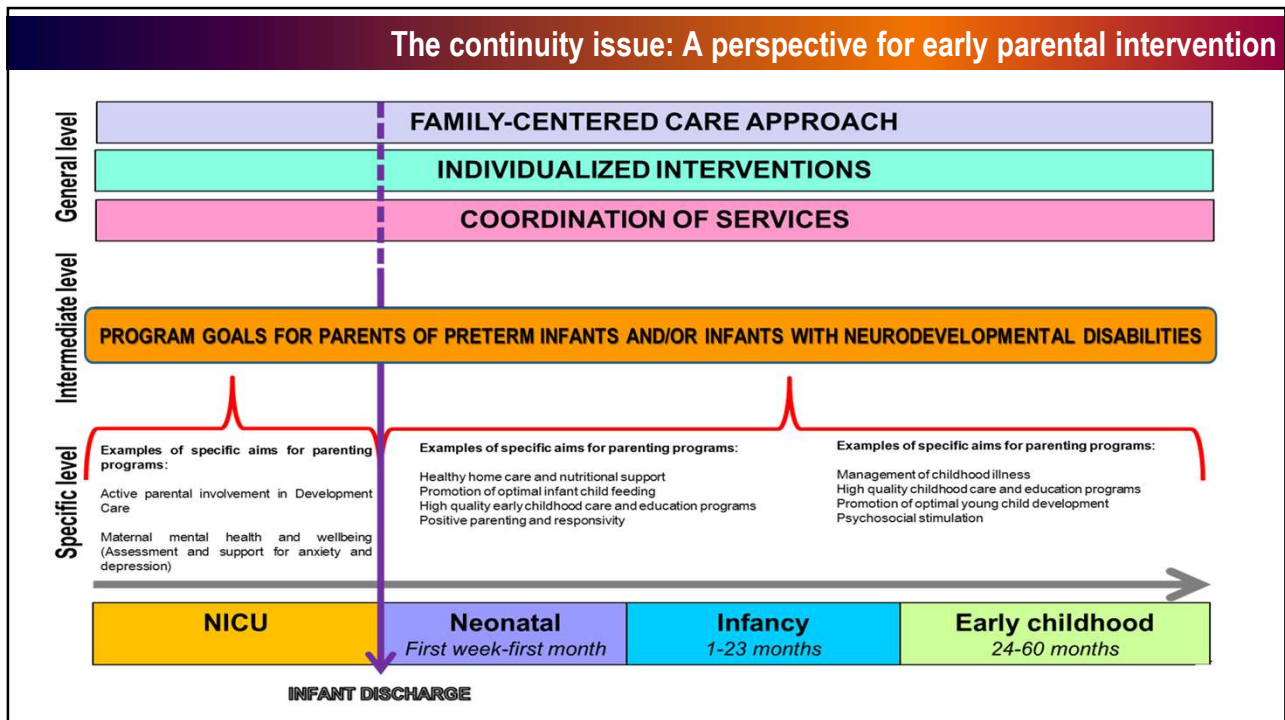 The continuity issue: A perspective for early parental intervention
General level
FAMILY-CENTERED CARE APPROACH
INDIVIDUALIZED INTERVENTIONS
COORDINATION OF SERVICES
Intermediate level
PROGRAM GOALS FOR PARENTS OF PRETERM INFANTS AND/OR INFANTS WITH NEURODEVELOPMENTAL DISABILITIES
Specific level
Examples of specific aims for parenting
programs:
Active parental involvement in Development
Care
Maternal mental health and wellbeing
(Assessment and support for anxiety and
depression)
Examples of specific aims for parenting programs:
Healthy home care and nutritional support
Promotion of optimal infant child feeding
High quality early childhood care and education programs
Positive parenting and responsivity
Examples of specific aims for parenting programs:
Management of childhood illness
High quality childhood care and education programs
Promotion of optimal young child development
Psychosocial stimulation
NICU
Neonatal
First week-first month
Infancy
1-23 months
Early childhood
24-60 months
INFANT DISCHARGE